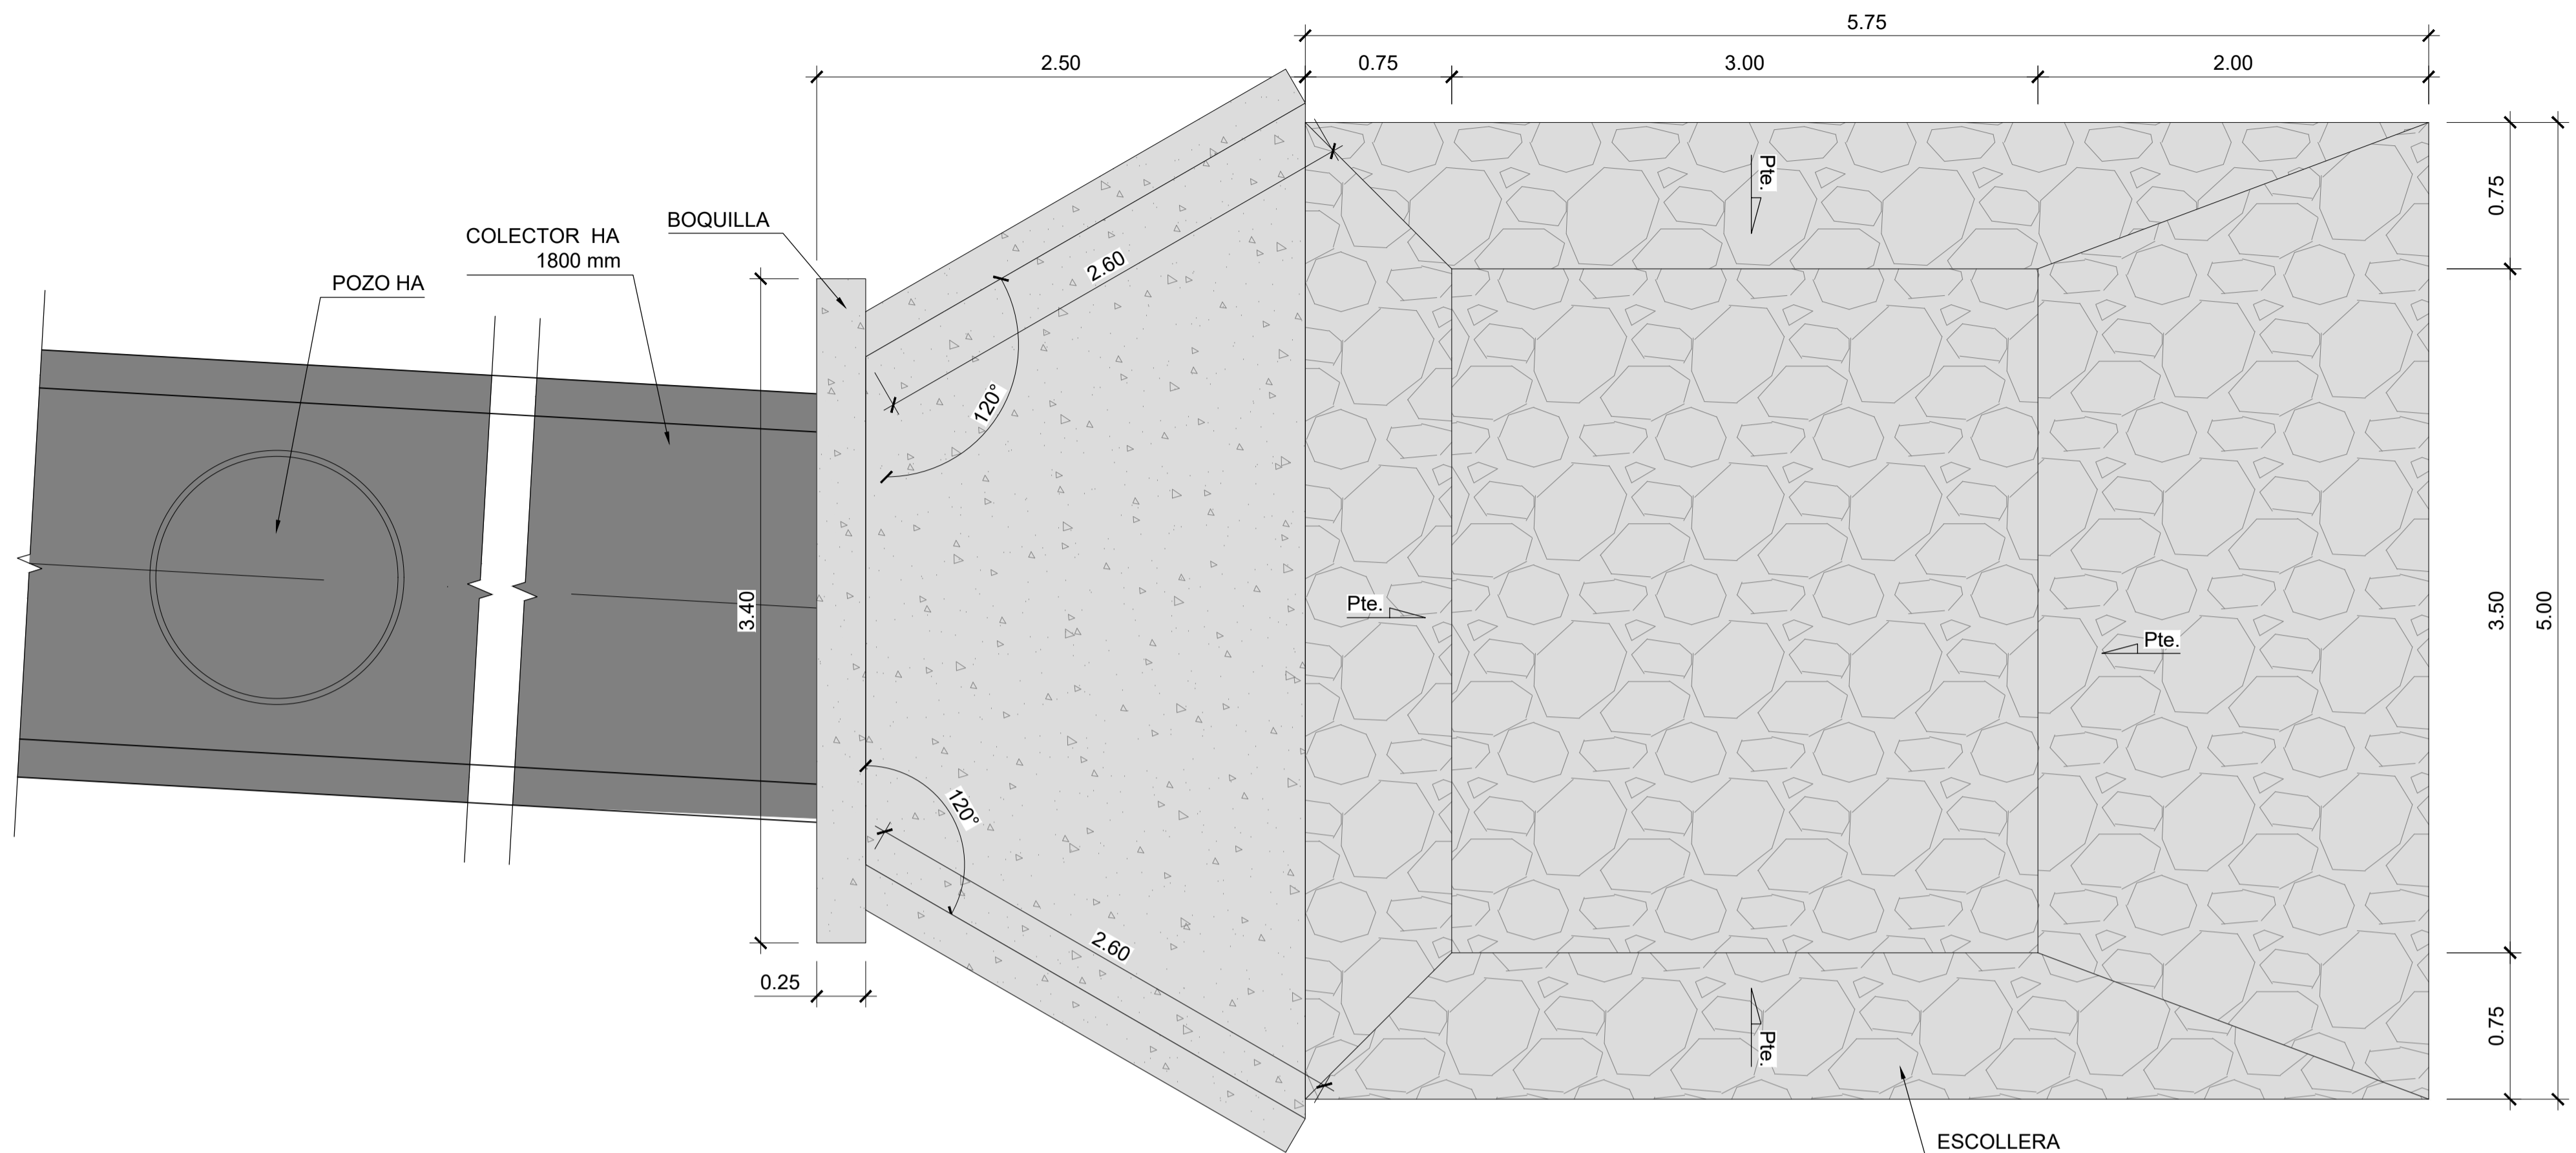 5.75
2.50
0.75
3.00
2.00
BOQUILLA
COLECTOR HA
1800 mm
POZO HA
2.60
120°
Pte.
0.75
3.40
Pte.
Pte.
3.50
5.00
120°
2.60
0.25
Pte.
0.75
ESCOLLERA